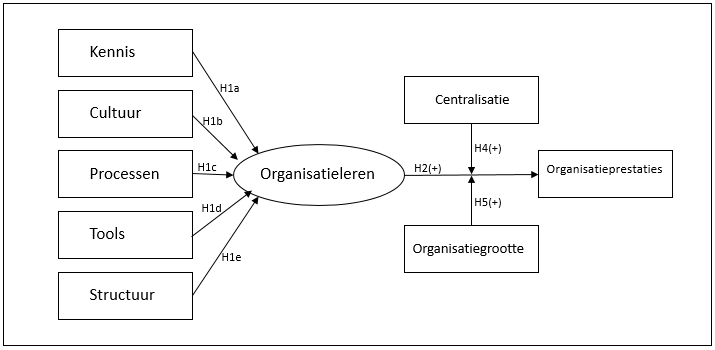 Kennis
H1a
Cultuur
H1b
Processen
H1c
Tools
H1d
Structuur
H1e
Organisatieleren
H2(+)
Centralisatie
H4(+)
Organisatieprestaties
H5(+)
Organisatiegrootte